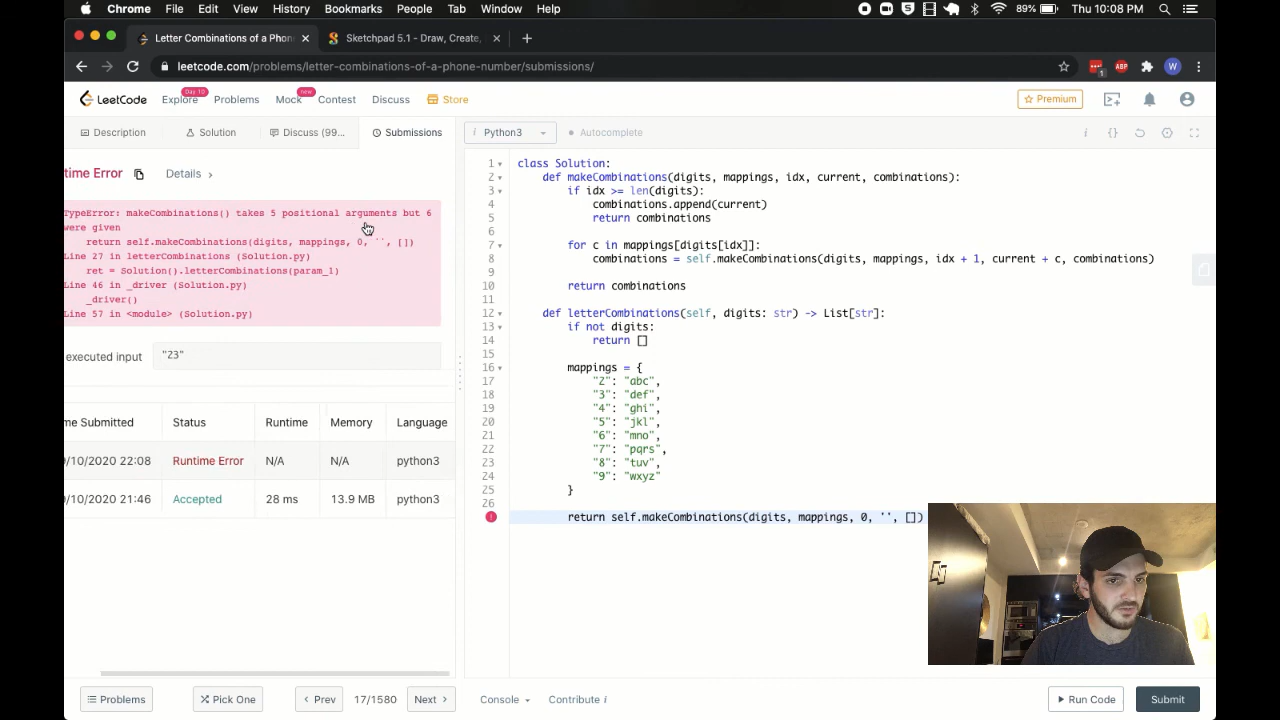 Chrome File Edit View History Bookmarks People Tab Window Help 89% Thu 10:08 PM
Letter Combinations of a Phon Sketchpad 5.1 - Draw, Create,
leetcode.com/problems/letter-combinations-of-a-phone-number/submissions/ ABP W
LeetCode Explore Day 10 Problems Mock new Contest Discuss Store Premium
Description Solution Discuss (99... Submissions i Python3 Autocomplete
time Error Details
TypeError: makeCombinations() takes 5 positional arguments but 6
were given
return self.makeCombinations(digits, mappings, 0, '', [])
Line 27 in letterCombinations (Solution.py)
ret = Solution().letterCombinations(param_1)
Line 46 in _driver (Solution.py)
_driver()
Line 57 in <module> (Solution.py)
executed input "23"
me Submitted Status Runtime Memory Language
/10/2020 22:08 Runtime Error N/A N/A python3
/10/2020 21:46 Accepted 28 ms 13.9 MB python3
1 class Solution:
2 def makeCombinations(digits, mappings, idx, current, combinations):
3 if idx >= len(digits):
4 combinations.append(current)
5 return combinations
6
7 for c in mappings[digits[idx]]:
8 combinations = self.makeCombinations(digits, mappings, idx + 1, current + c, combinations)
9
10 return combinations
11
12 def letterCombinations(self, digits: str) -> List[str]:
13 if not digits:
14 return []
15
16 mappings = {
17 "2": "abc",
18 "3": "def",
19 "4": "ghi",
20 "5": "jkl",
21 "6": "mno",
22 "7": "pqrs",
23 "8": "tuv",
24 "9": "wxyz"
25 }
26
return self.makeCombinations(digits, mappings, 0, '', [])
Problems Pick One Prev 17/1580 Next Console Contribute i Run Code Submit